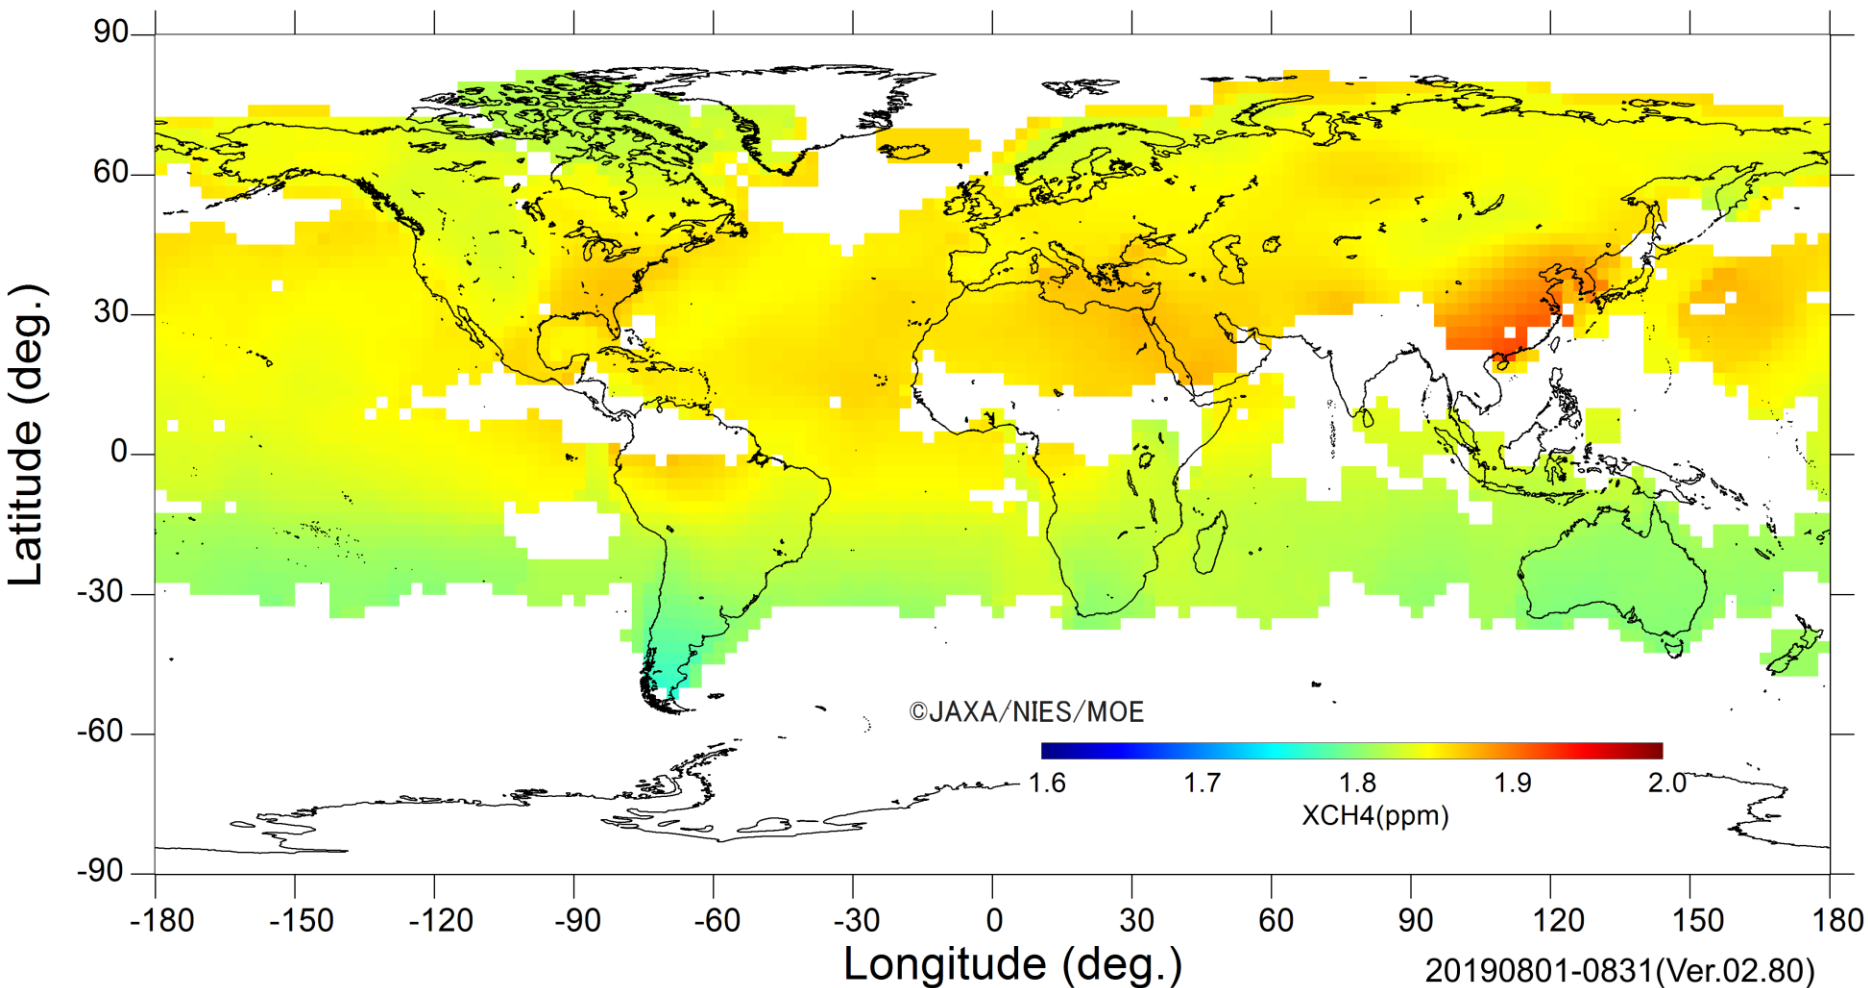 90
60
30
0
-30
-60
-90
Latitude (deg.)
©JAXA/NIES/MOE
1.6 1.7 1.8 1.9 2.0
XCH4(ppm)
-180 -150 -120 -90 -60 -30 0 30 60 90 120 150 180
Longitude (deg.)
20190801-0831(Ver.02.80)